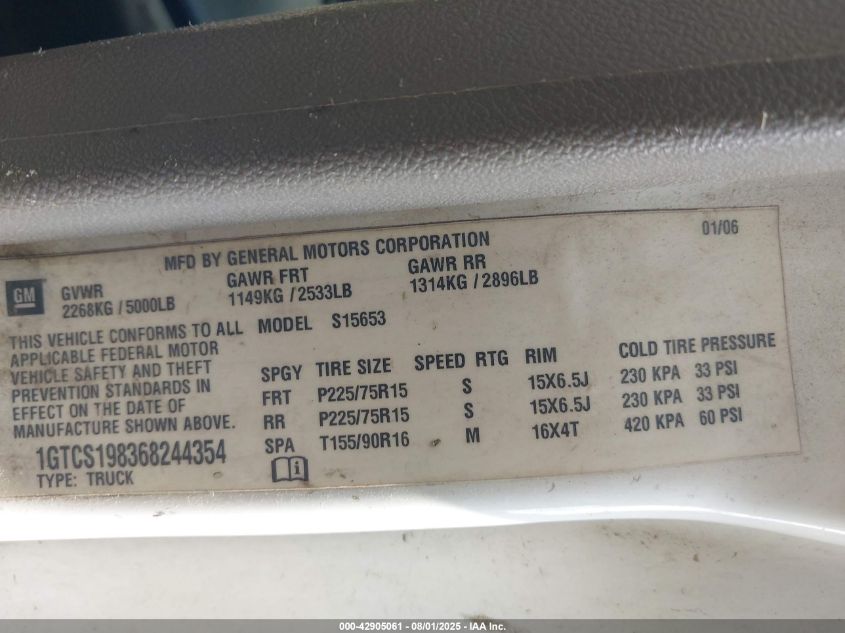 MFD BY GENERAL MOTORS CORPORATION 01/06
GM
GVWR GAWR FRT GAWR RR
2268KG / 5000LB 1149KG / 2533LB 1314KG / 2896LB
THIS VEHICLE CONFORMS TO ALL
APPLICABLE FEDERAL MOTOR
VEHICLE SAFETY AND THEFT
PREVENTION STANDARDS IN
EFFECT ON THE DATE OF
MANUFACTURE SHOWN ABOVE.
1GTCS198368244354
TYPE: TRUCK
MODEL S15653
SPGY TIRE SIZE SPEED RTG RIM COLD TIRE PRESSURE
FRT P225/75R15 S 15X6.5J 230 KPA 33 PSI
RR P225/75R15 S 15X6.5J 230 KPA 33 PSI
SPA T155/90R16 M 16X4T 420 KPA 60 PSI
000-42905061 - 08/01/2025 - IAA Inc.